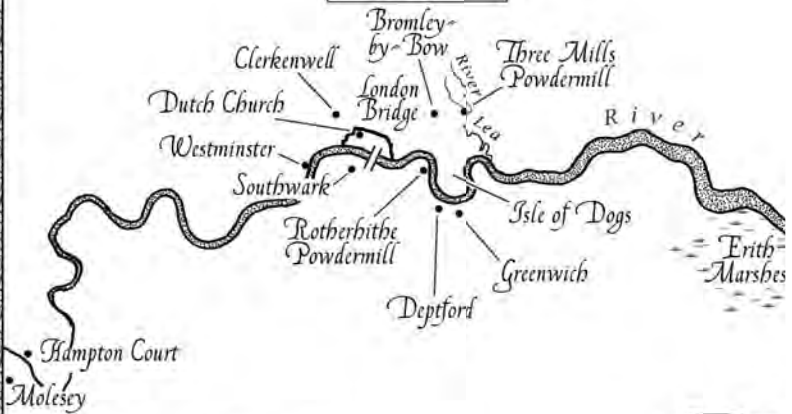 Bromley-
by-Bow
Clerkenwell
Three Mills
Powdermill
River
Lea
London
Bridge
Dutch Church
River
Westminster
Southwark
Isle of Dogs
Rotherhithe
Powdermill
Greenwich
Erith
Marshes
Deptford
Hampton Court
Molesey